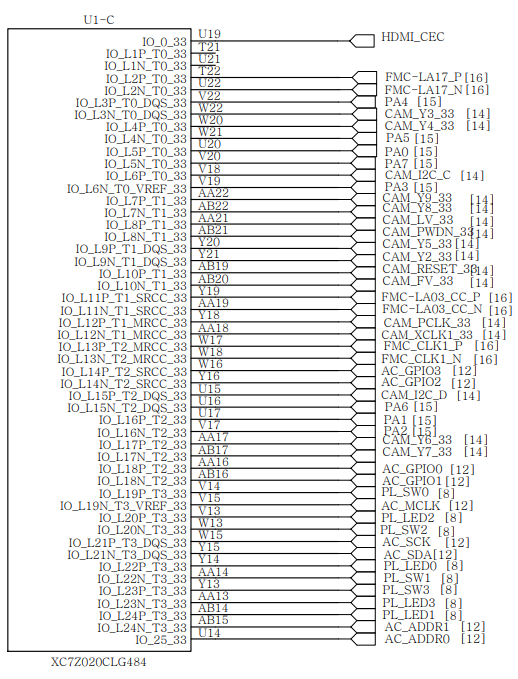 U1-C
IO_0_33 U19 HDMI_CEC
IO_L1P_T0_33 T21
IO_L1N_T0_33 U21
IO_L2P_T0_33 T22 FMC-LA17_P[16]
IO_L2N_T0_33 U22 FMC-LA17_N[16]
IO_L3P_T0_DQS_33 V22 PA4 [15]
IO_L3N_T0_DQS_33 W22 CAM_Y3_33 [14]
IO_L4P_T0_33 W20 CAM_Y4_33 [14]
IO_L4N_T0_33 W21 PA5 [15]
IO_L5P_T0_33 U20 PA0 [15]
IO_L5N_T0_33 V20 PA7 [15]
IO_L6P_T0_33 V18 CAM_I2C_C [14]
IO_L6N_T0_VREF_33 V19 PA3 [15]
IO_L7P_T1_33 AA22 CAM_Y9_33 [14]
IO_L7N_T1_33 AB22 CAM_Y8_33 [14]
IO_L8P_T1_33 AA21 CAM_LV_33 [14]
IO_L8N_T1_33 AB21 CAM_PWDN_33[14]
IO_L9P_T1_DQS_33 Y20 CAM_Y5_33[14]
IO_L9N_T1_DQS_33 Y21 CAM_Y2_33 [14]
IO_L10P_T1_33 AB19 CAM_RESET_33[14]
IO_L10N_T1_33 AB20 CAM_FV_33 [14]
IO_L11P_T1_SRCC_33 Y19 FMC-LA03_CC_P [16]
IO_L11N_T1_SRCC_33 AA19 FMC-LA03_CC_N [16]
IO_L12P_T1_MRCC_33 Y18 CAM_PCLK_33 [14]
IO_L12N_T1_MRCC_33 AA18 CAM_XCLK1_33 [14]
IO_L13P_T2_MRCC_33 W17 FMC_CLK1_P [16]
IO_L13N_T2_MRCC_33 W18 FMC_CLK1_N [16]
IO_L14P_T2_SRCC_33 W16 AC_GPIO3 [12]
IO_L14N_T2_SRCC_33 Y16 AC_GPIO2 [12]
IO_L15P_T2_DQS_33 U15 CAM_I2C_D [14]
IO_L15N_T2_DQS_33 U16 PA6 [15]
IO_L16P_T2_33 U17 PA1 [15]
IO_L16N_T2_33 V17 PA2 [15]
IO_L17P_T2_33 AA17 CAM_Y6_33 [14]
IO_L17N_T2_33 AB17 CAM_Y7_33 [14]
IO_L18P_T2_33 AA16 AC_GPIO0 [12]
IO_L18N_T2_33 AB16 AC_GPIO1[12]
IO_L19P_T3_33 V14 PL_SW0 [8]
IO_L19N_T3_VREF_33 V15 AC_MCLK [12]
IO_L20P_T3_33 V13 PL_LED2 [8]
IO_L20N_T3_33 W13 PL_SW2 [8]
IO_L21P_T3_DQS_33 W15 AC_SCK [12]
IO_L21N_T3_DQS_33 Y15 AC_SDA[12]
IO_L22P_T3_33 Y14 PL_LED0 [8]
IO_L22N_T3_33 AA14 PL_SW1 [8]
IO_L23P_T3_33 Y13 PL_SW3 [8]
IO_L23N_T3_33 AA13 PL_LED3 [8]
IO_L24P_T3_33 AB14 PL_LED1 [8]
IO_L24N_T3_33 AB15 AC_ADDR1 [12]
IO_25_33 U14 AC_ADDR0 [12]
XC7Z020CLG484